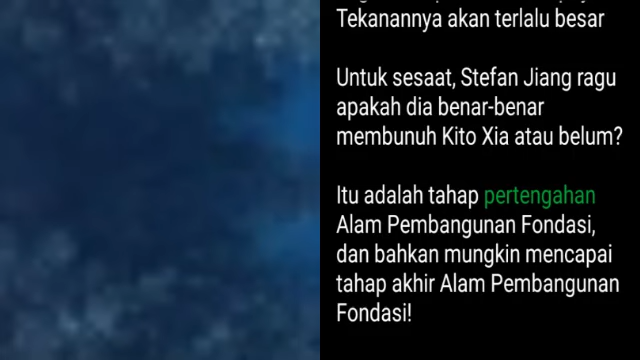 Tekanannya akan terlalu besar
Untuk sesaat, Stefan Jiang ragu
apakah dia benar-benar
membunuh Kito Xia atau belum?
Itu adalah tahap pertengahan
Alam Pembangunan Fondasi,
dan bahkan mungkin mencapai
tahap akhir Alam Pembangunan
Fondasi!